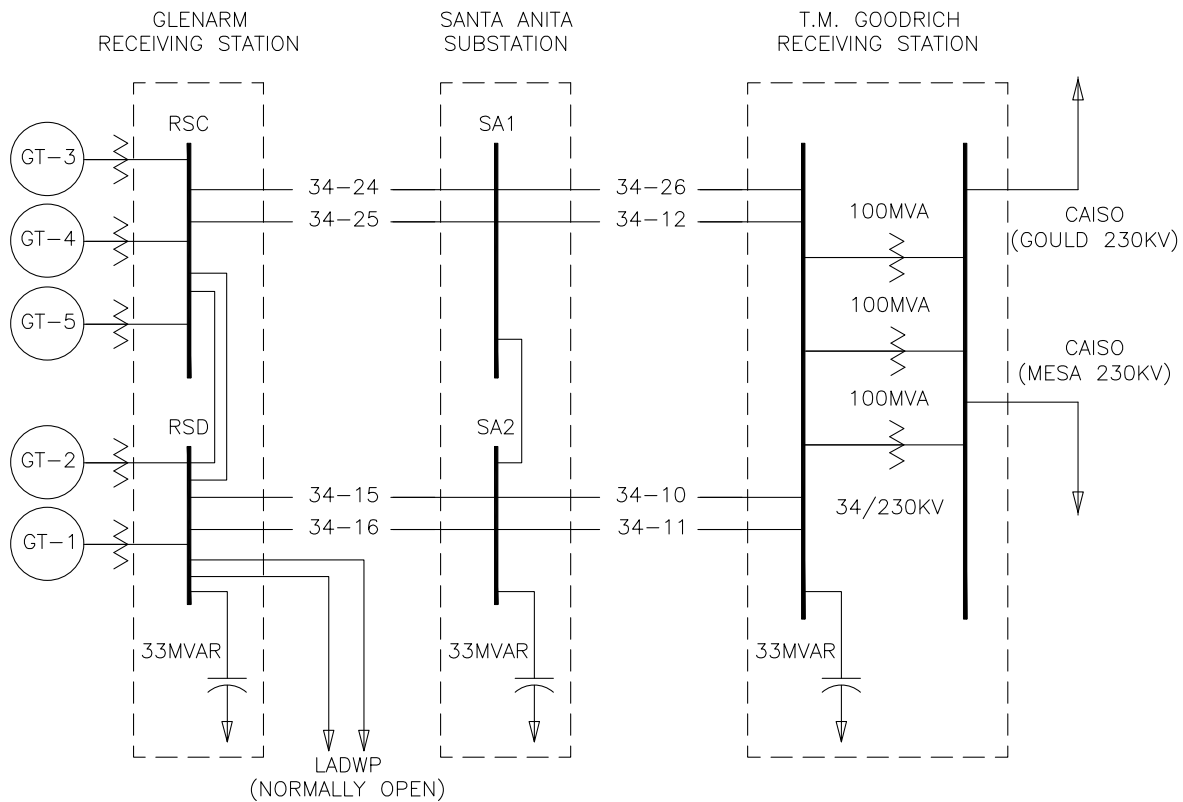 GLENARM
RECEIVING STATION
SANTA ANITA
SUBSTATION
T.M. GOODRICH
RECEIVING STATION
RSC
SA1
GT-3
34-24
34-26
34-25
34-12
100MVA
CAISO
(GOULD 230KV)
GT-4
100MVA
GT-5
CAISO
(MESA 230KV)
100MVA
RSD
SA2
GT-2
34-15
34-10
34/230KV
GT-1
34-16
34-11
33MVAR
33MVAR
33MVAR
LADWP
(NORMALLY OPEN)